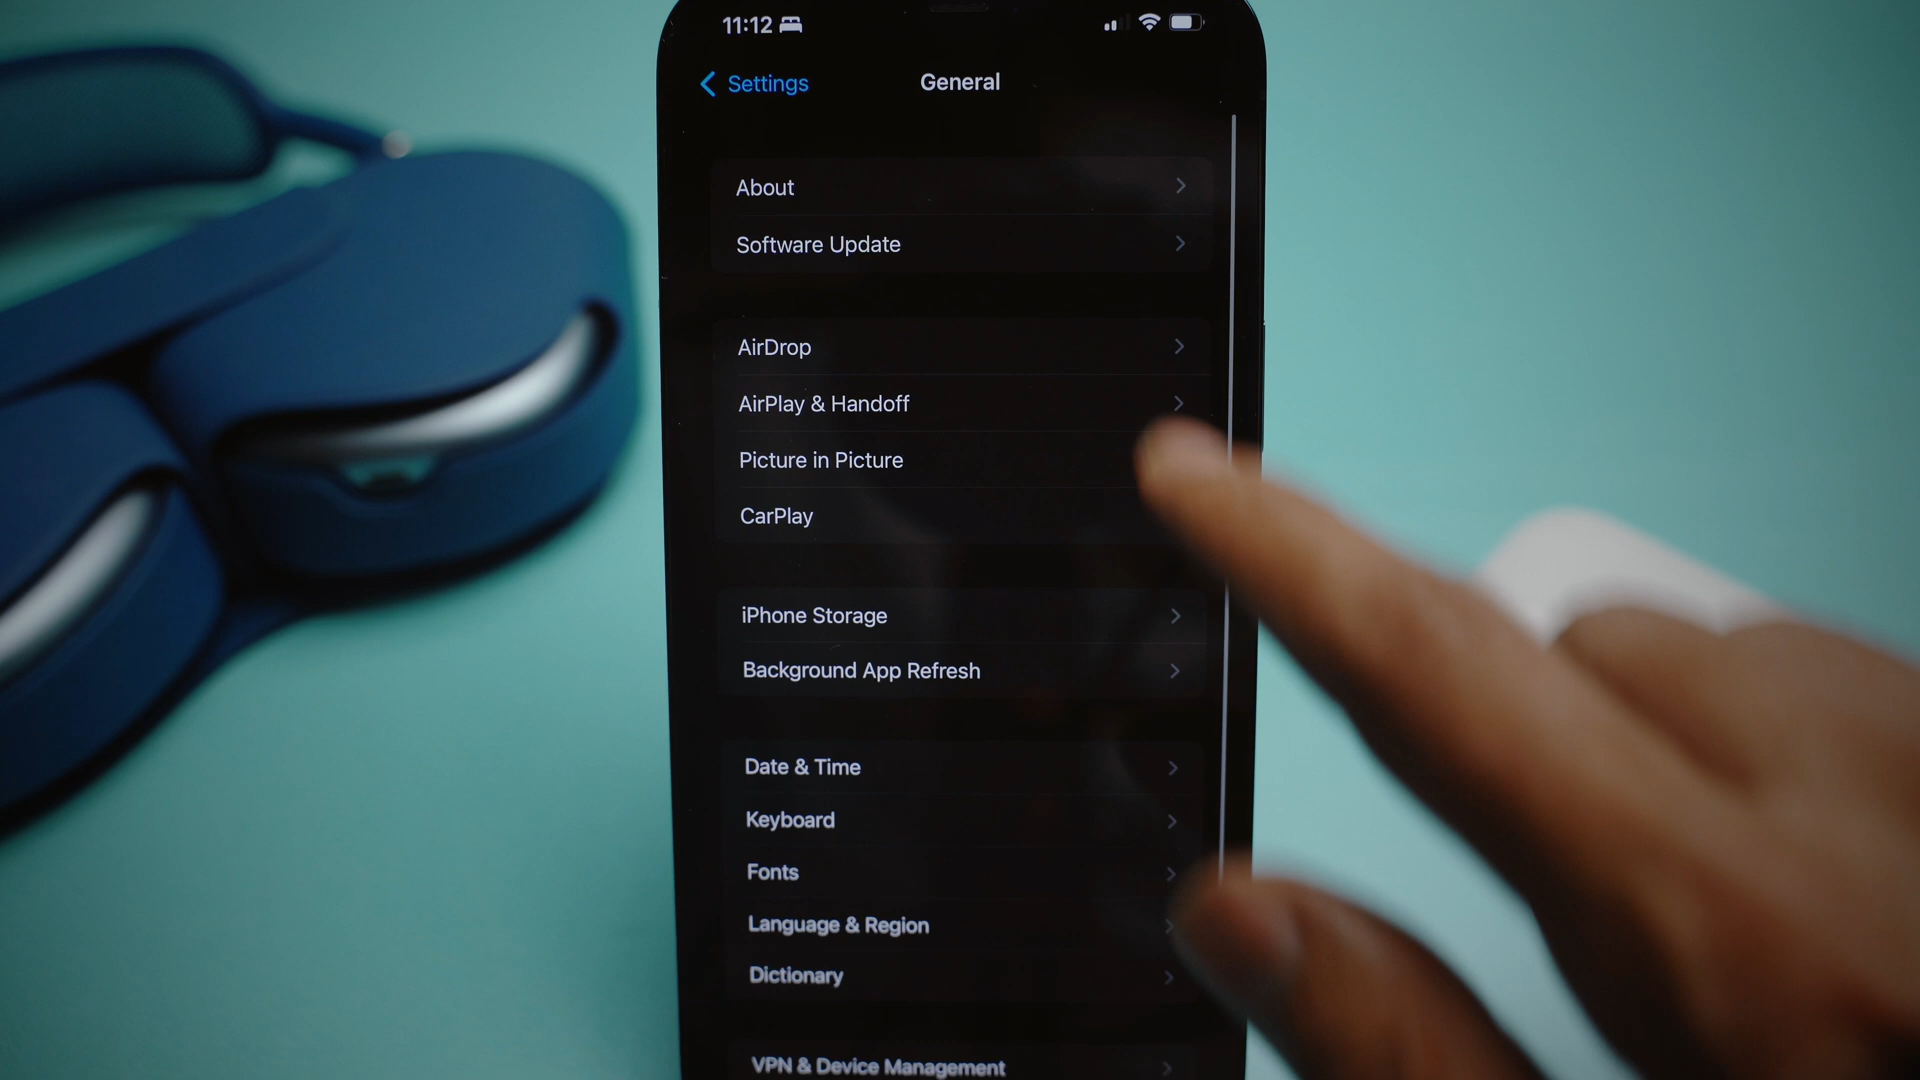 11:12
Settings
General
About
Software Update
AirDrop
AirPlay & Handoff
Picture in Picture
CarPlay
iPhone Storage
Background App Refresh
Date & Time
Keyboard
Fonts
Language & Region
Dictionary
VPN & Device Management